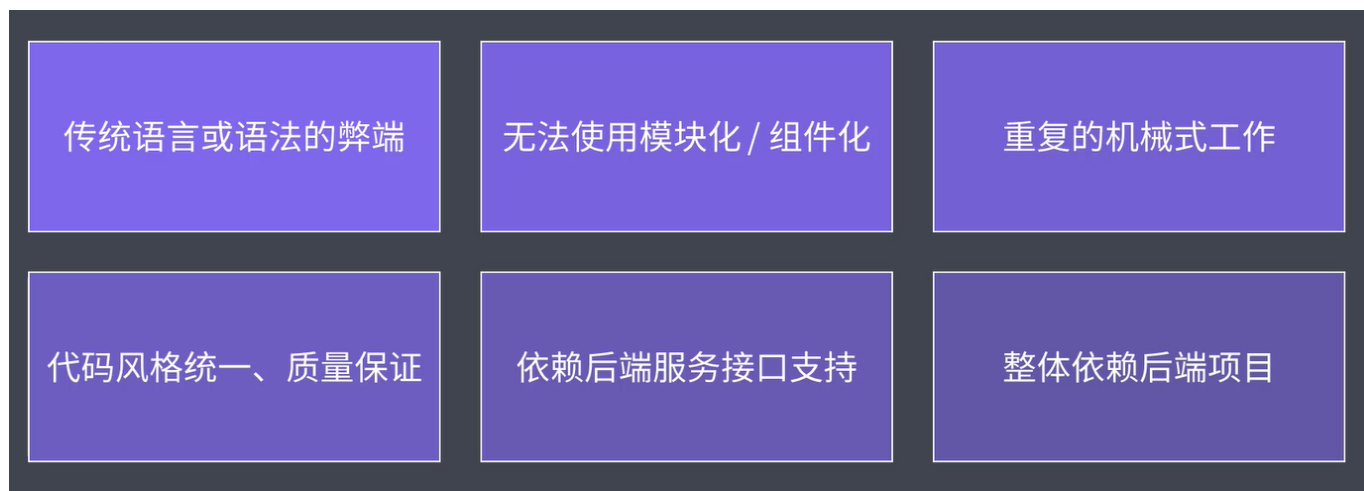 传统语言或语法的弊端
无法使用模块化 / 组件化
重复的机械式工作
代码风格统一、质量保证
依赖后端服务接口支持
整体依赖后端项目